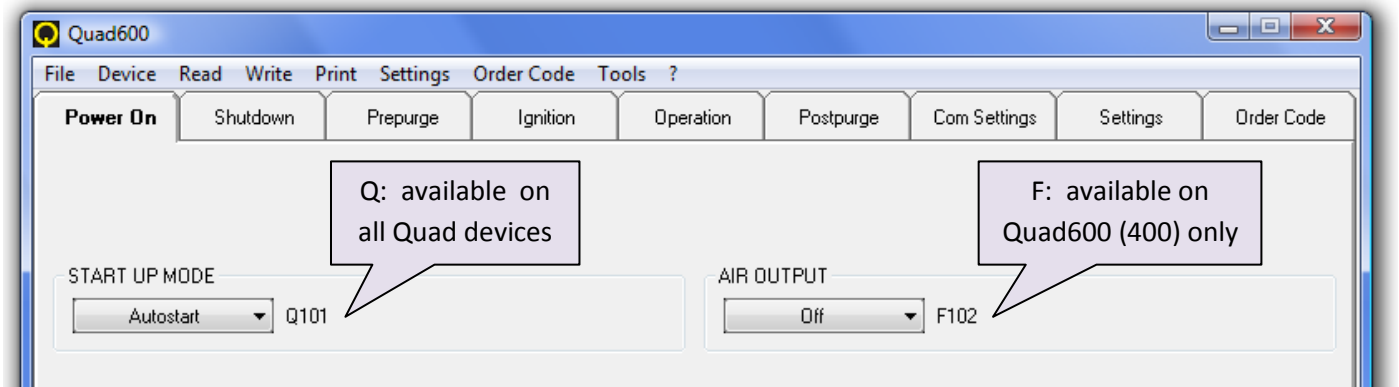 Quad600
File Device Read Write Print Settings Order Code Tools ?
Power On Shutdown Prepurge Ignition Operation Postpurge Com Settings Settings Order Code
Q: available on
all Quad devices
F: available on
Quad600 (400) only
START UP MODE
Autostart Q101
AIR OUTPUT
Off F102